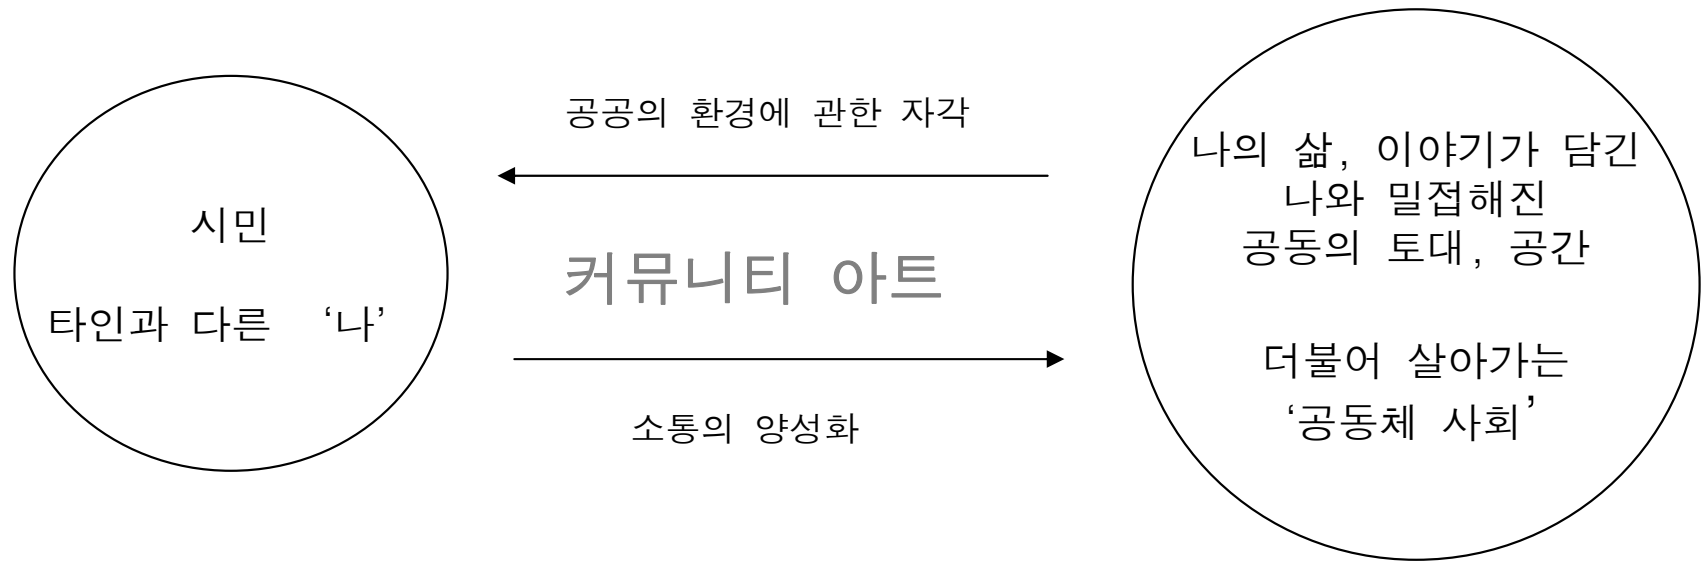 시민
타인과 다른 ‘나’
공공의 환경에 관한 자각
커뮤니티 아트
소통의 양성화
나의 삶, 이야기가 담긴
나와 밀접해진
공동의 토대, 공간
더불어 살아가는
‘공동체 사회’